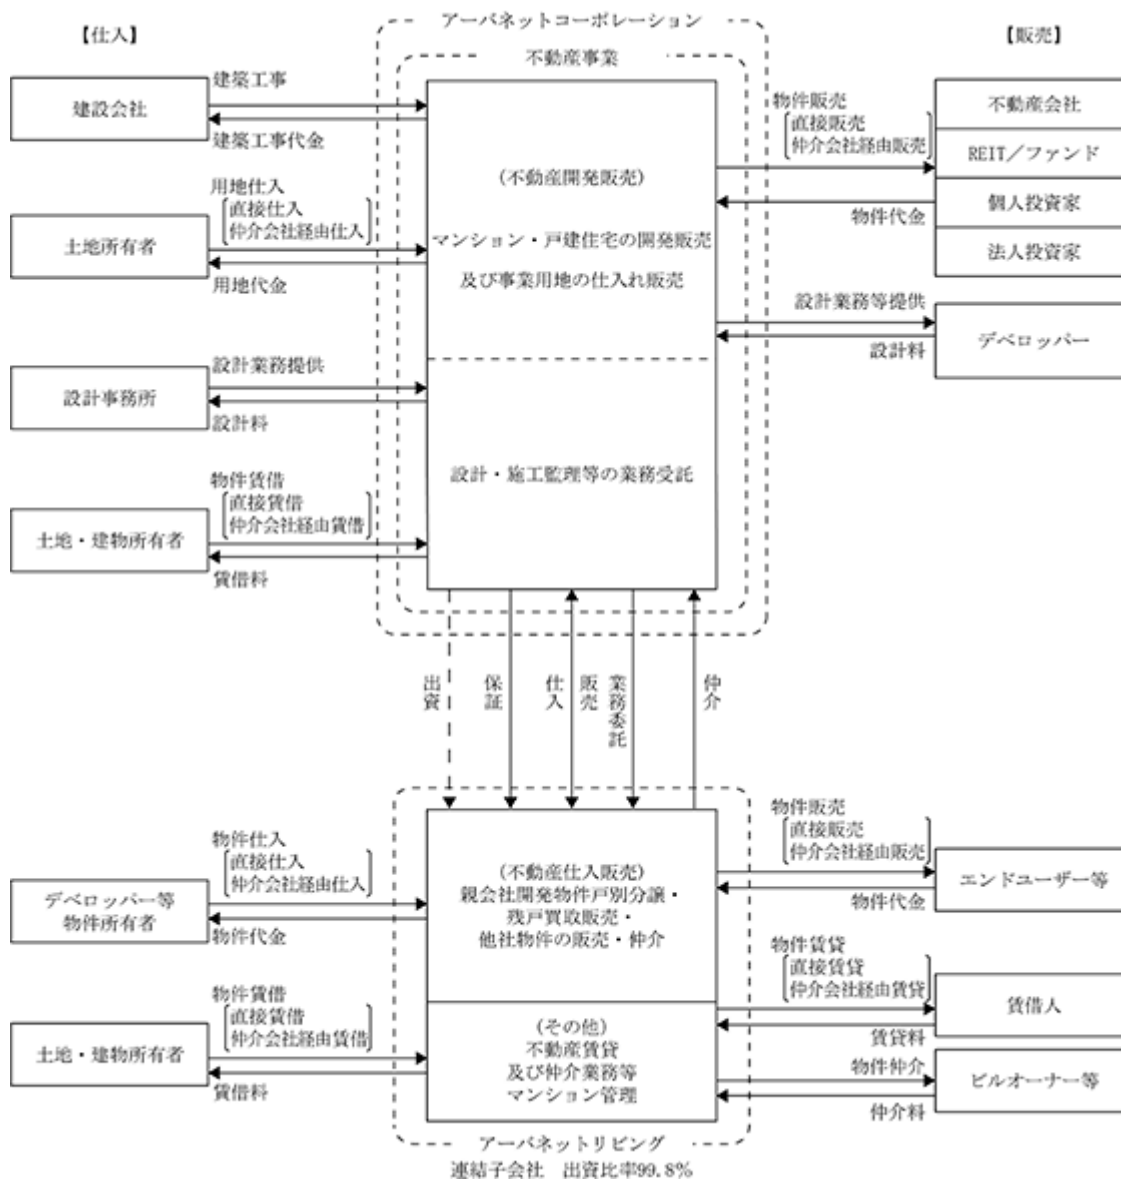 アーバネットコーポレーション
【仕入】
【販売】
不動産事業
建設会社
建築工事
建築工事代金
土地所有者
用地仕入
直接仕入
仲介会社経由仕入
用地代金
設計事務所
設計業務提供
設計料
土地・建物所有者
物件賃借
直接賃借
仲介会社経由賃借
賃借料
(不動産開発販売)
マンション・戸建住宅の開発販売
及び事業用地の仕入れ販売
設計・施工監理等の業務受託
物件販売
直接販売
仲介会社経由販売
物件代金
不動産会社
REIT/ファンド
個人投資家
法人投資家
設計業務等提供
設計料
デベロッパー
出資
保証
仕入
販売
業務委託
仲介
デベロッパー等
物件所有者
物件仕入
直接仕入
仲介会社経由仕入
物件代金
土地・建物所有者
物件賃借
直接賃借
仲介会社経由賃借
賃借料
(不動産仕入販売)
親会社開発物件戸別分譲・
残戸買取販売・
他社物件の販売・仲介
(その他)
不動産賃貸
及び仲介業務等
マンション管理
物件販売
直接販売
仲介会社経由販売
物件代金
エンドユーザー等
物件賃貸
直接賃貸
仲介会社経由賃貸
賃貸料
賃借人
物件仲介
仲介料
ビルオーナー等
アーバネットリビング
連結子会社 出資比率99.8%